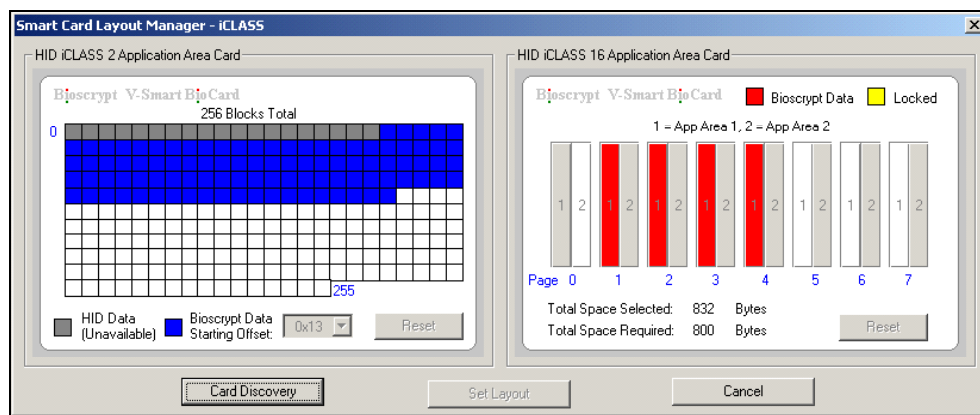 Smart Card Layout Manager - iCLASS
HID iCLASS 2 Application Area Card
Bioscrypt V-Smart BioCard
256 Blocks Total
0
255
HID Data
(Unavailable)
Bioscrypt Data
Starting Offset:
0x13
Reset
HID iCLASS 16 Application Area Card
Bioscrypt V-Smart BioCard
Bioscrypt Data
Locked
1 = App Area 1, 2 = App Area 2
1 2 1 2 1 2 1 2 1 2 1 2 1 2 1 2
Page 0 1 2 3 4 5 6 7
Total Space Selected: 832 Bytes
Total Space Required: 800 Bytes
Reset
Card Discovery
Set Layout
Cancel